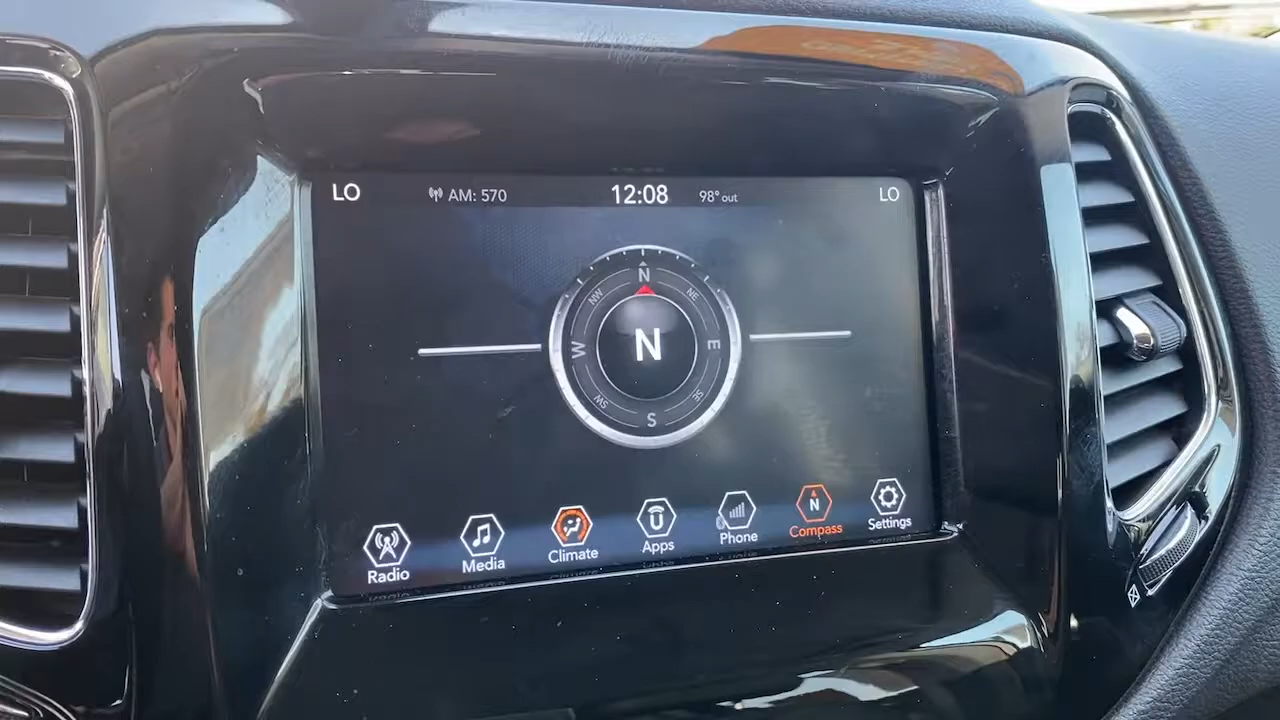 LO AM: 570 12:08 98° out LO
N
NW NE
W N E
SW SE
S
N
Radio Media Climate Apps Phone Compass Settings